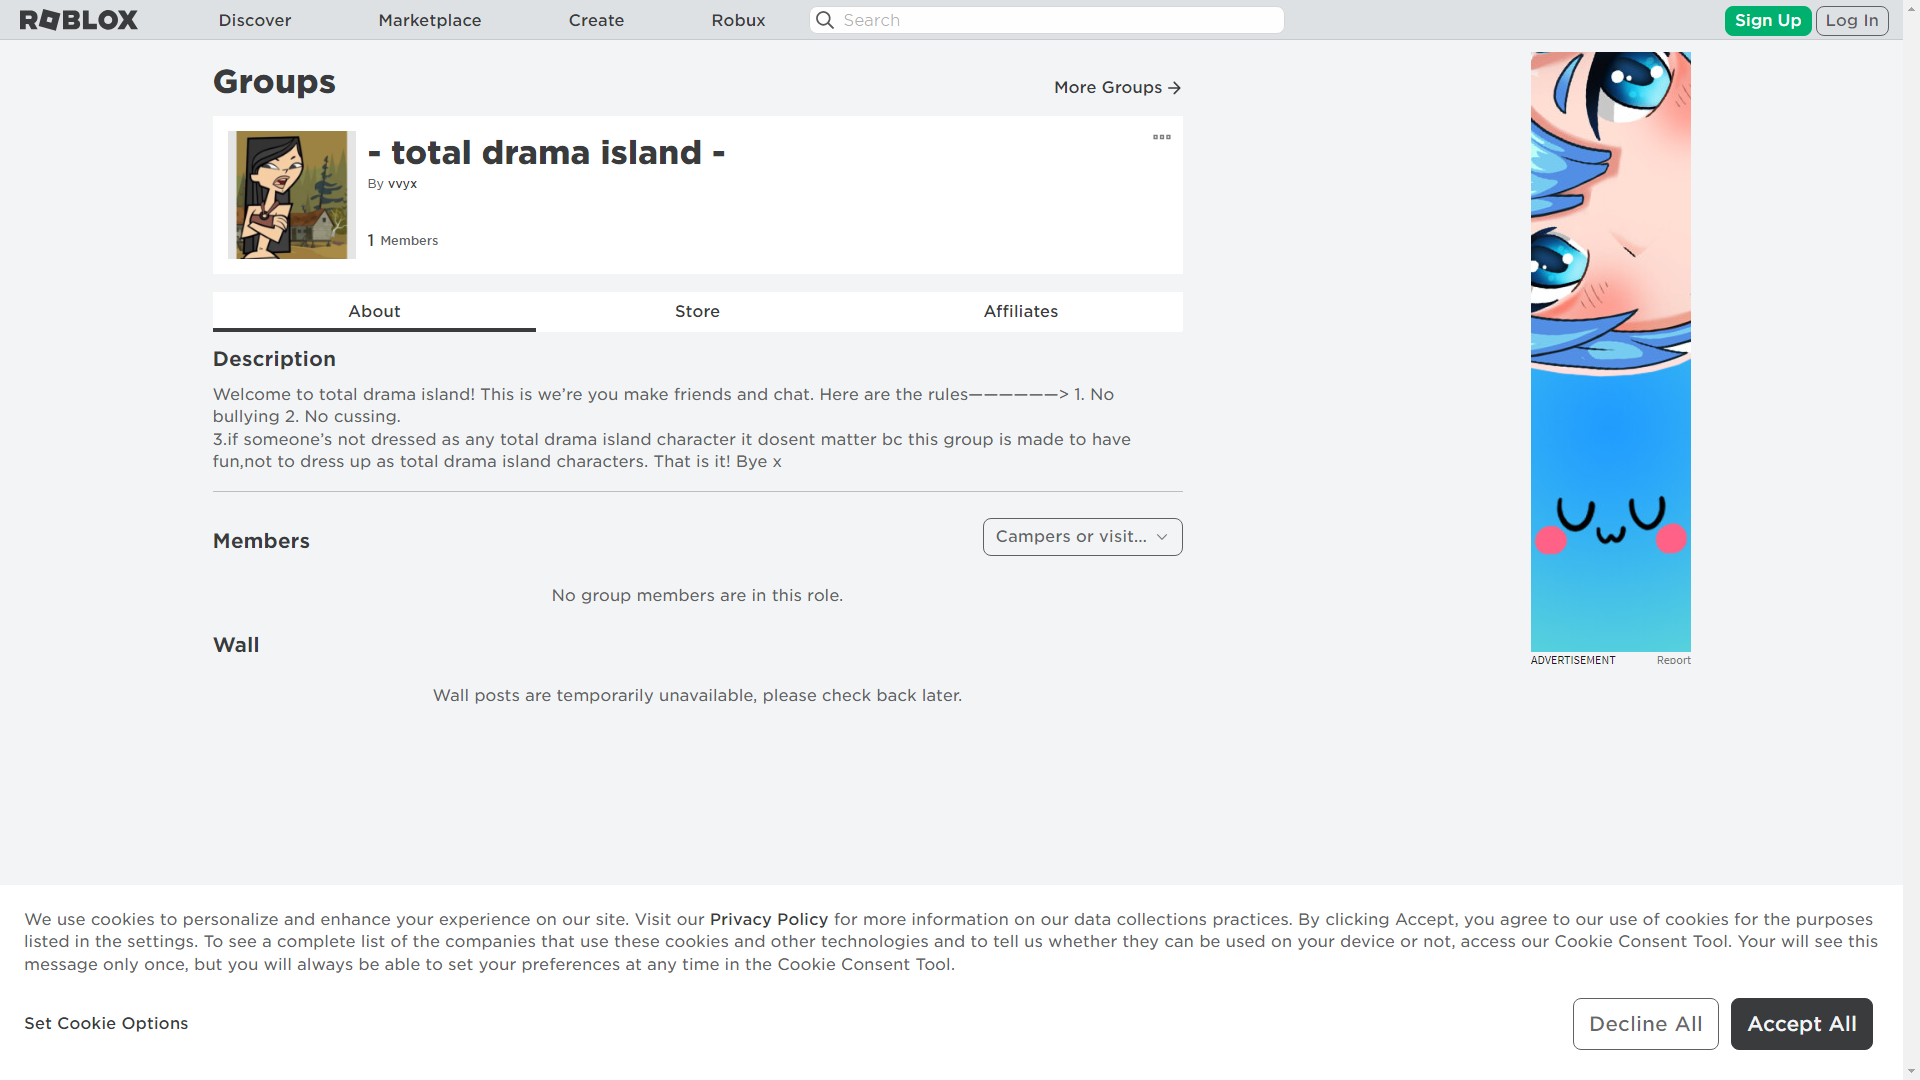 ROBLOX
Discover
Marketplace
Create
Robux
Search
Sign Up
Log In
Groups
More Groups
- total drama island -
By vvyx
1 Members
About
Store
Affiliates
Description
Welcome to total drama island! This is we’re you make friends and chat. Here are the rules——————> 1. No
bullying 2. No cussing.
3.if someone’s not dressed as any total drama island character it dosent matter bc this group is made to have
fun,not to dress up as total drama island characters. That is it! Bye x
Members
Campers or visit...
No group members are in this role.
Wall
Wall posts are temporarily unavailable, please check back later.
ADVERTISEMENT
Report
We use cookies to personalize and enhance your experience on our site. Visit our Privacy Policy for more information on our data collections practices. By clicking Accept, you agree to our use of cookies for the purposes
listed in the settings. To see a complete list of the companies that use these cookies and other technologies and to tell us whether they can be used on your device or not, access our Cookie Consent Tool. Your will see this
message only once, but you will always be able to set your preferences at any time in the Cookie Consent Tool.
Set Cookie Options
Decline All
Accept All